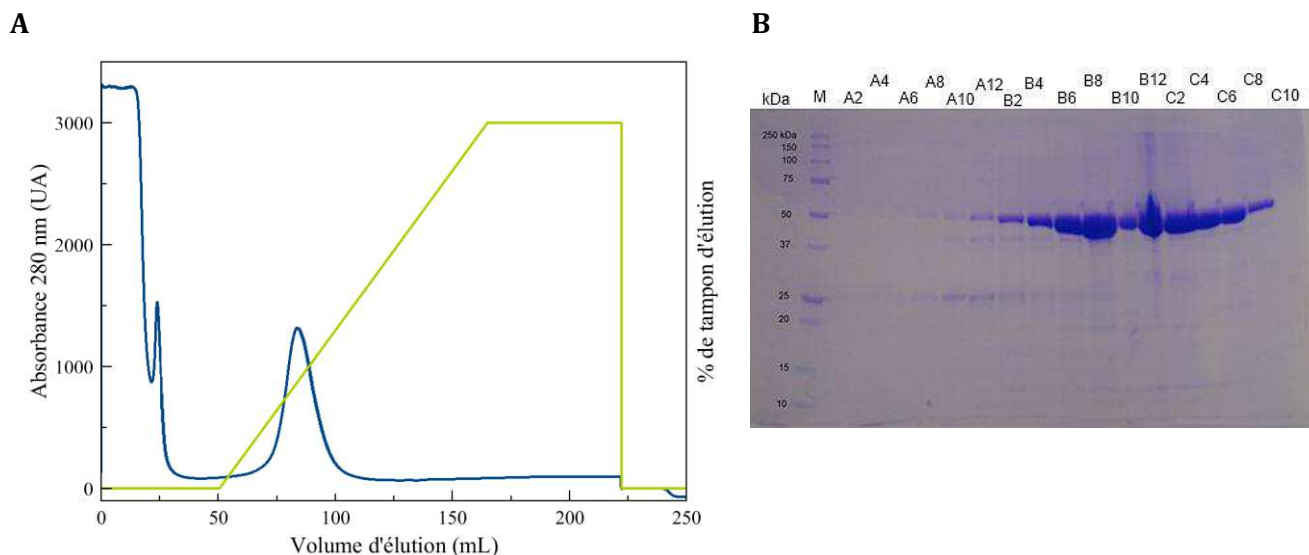 A
Absorbance 280 nm (UA)
3000
2000
1000
0
0 50 100 150 200 250
Volume d'élution (mL)
% de tampon d'élution
B
A4 A8 A12 B4 B8 B12 C4 C8
kDa M A2 A6 A10 B2 B6 B10 C2 C6 C10
250 kDa
150
100
75
50
37
25
20
15
10